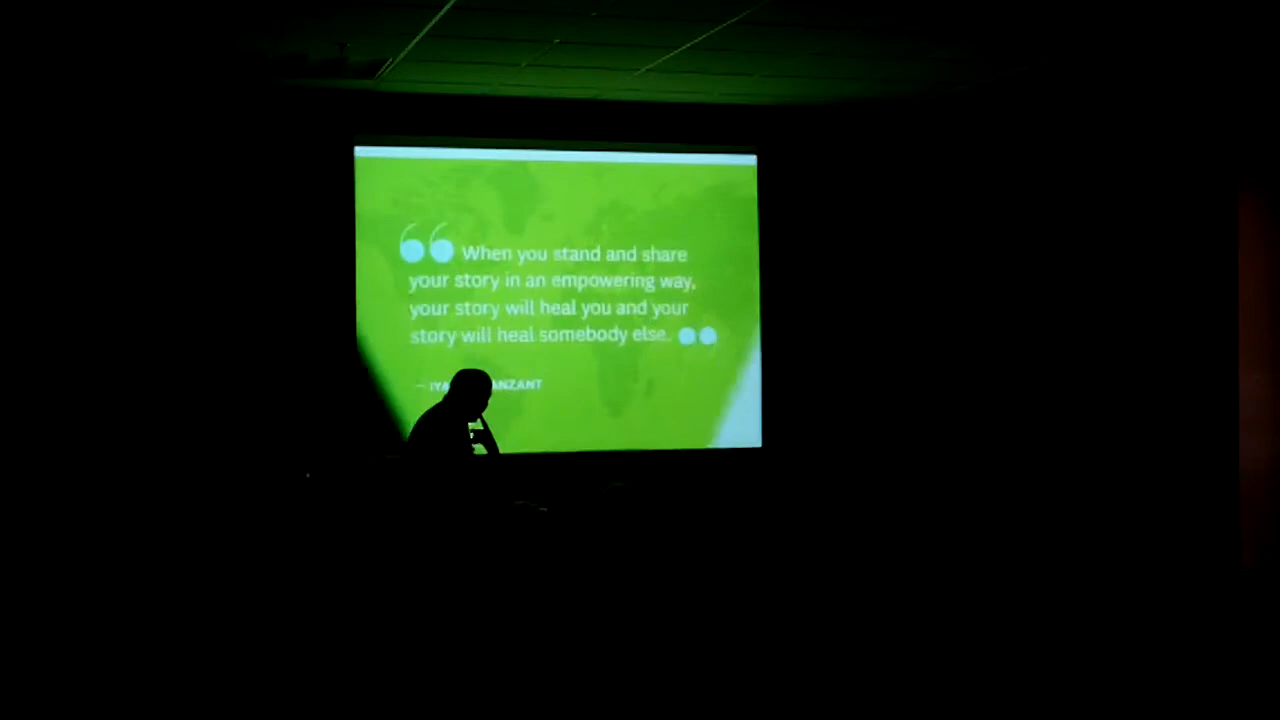 “ When you stand and share
your story in an empowering way,
your story will heal you and your
story will heal somebody else. ”